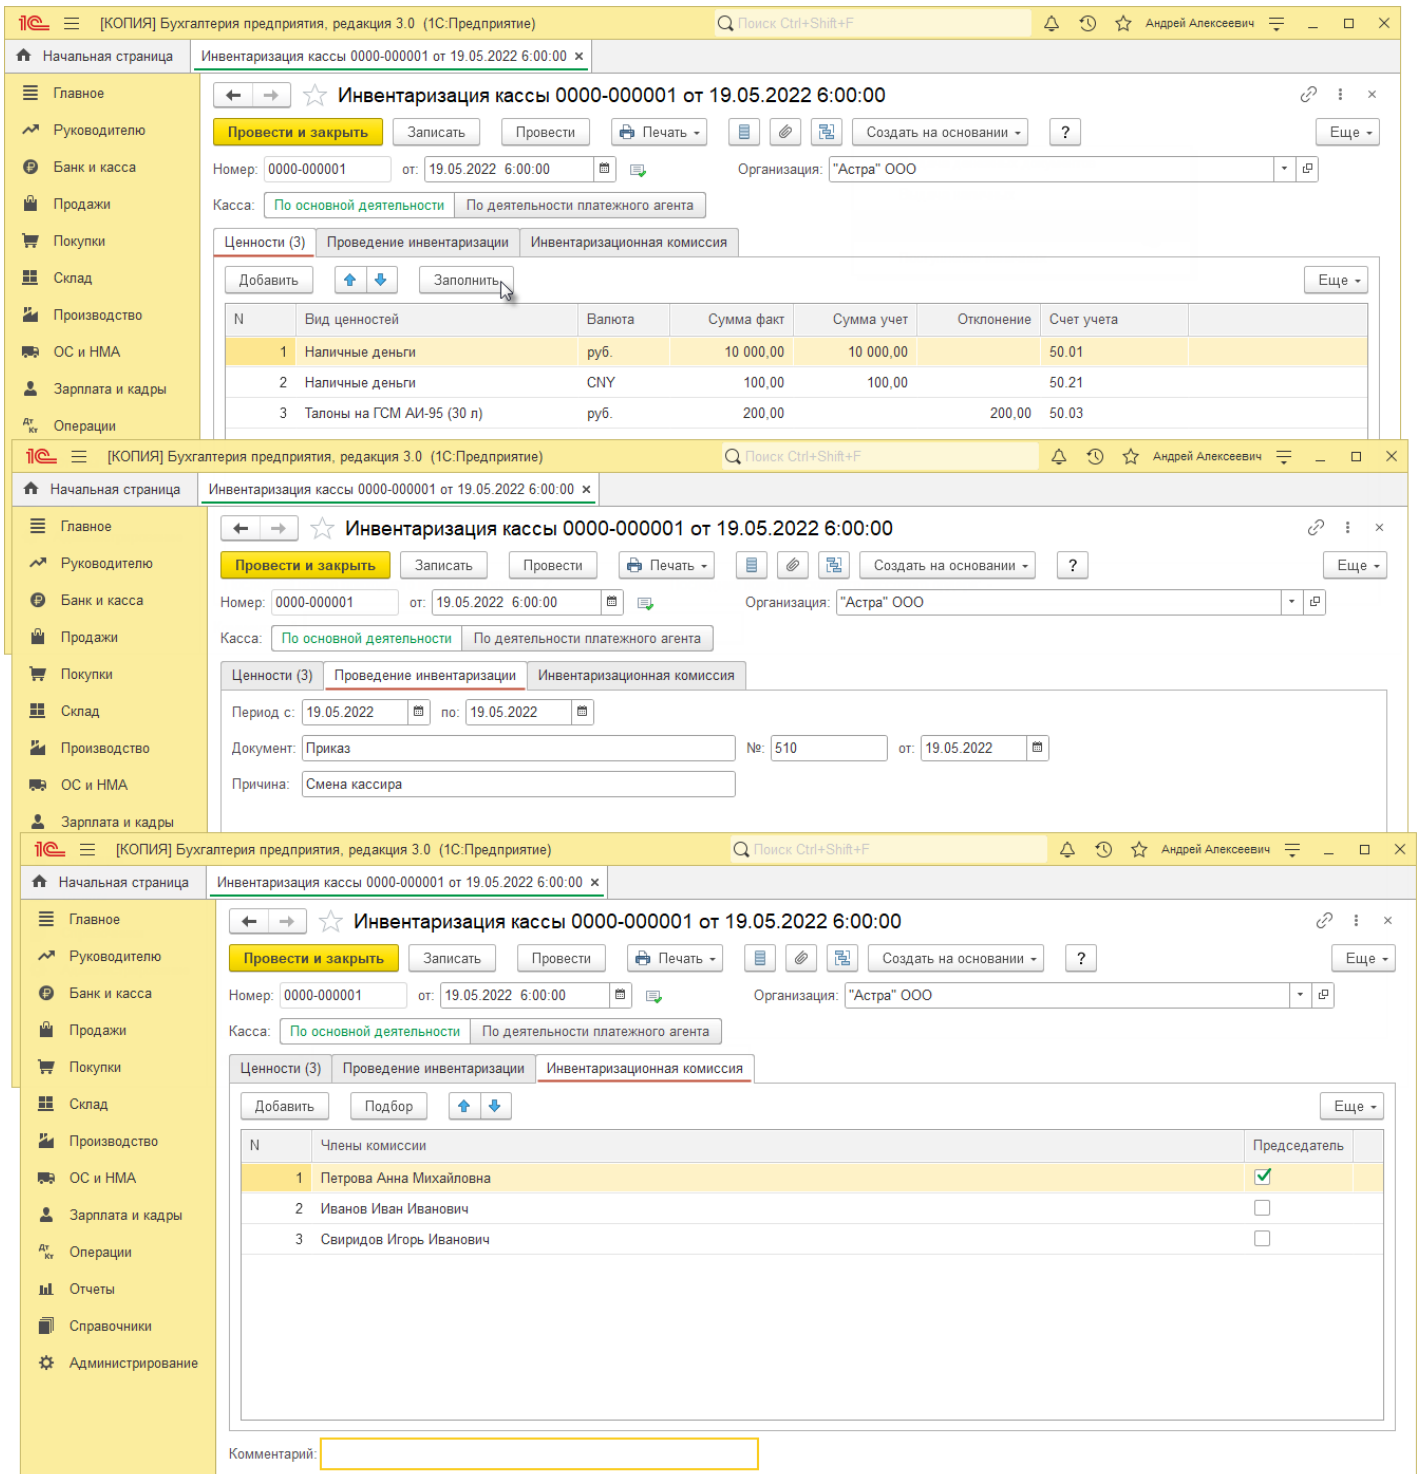 [КОПИЯ] Бухгалтерия предприятия, редакция 3.0 (1С:Предприятие) Поиск Ctrl+Shift+F Андрей Алексеевич
Начальная страница Инвентаризация кассы 0000-000001 от 19.05.2022 6:00:00 ×
Главное Инвентаризация кассы 0000-000001 от 19.05.2022 6:00:00
Руководителю Провести и закрыть Записать Провести Печать Создать на основании ? Еще
Банк и касса Номер: 0000-000001 от: 19.05.2022 6:00:00 Организация: "Астра" ООО
Продажи Касса: По основной деятельности По деятельности платежного агента
Покупки Ценности (3) Проведение инвентаризации Инвентаризационная комиссия
Склад Добавить Заполнить Еще
Производство N Вид ценностей Валюта Сумма факт Сумма учет Отклонение Счет учета
ОС и НМА 1 Наличные деньги руб. 10 000,00 10 000,00 50.01
Зарплата и кадры 2 Наличные деньги CNY 100,00 100,00 50.21
Операции 3 Талоны на ГСМ АИ-95 (30 л) руб. 200,00 200,00 50.03
[КОПИЯ] Бухгалтерия предприятия, редакция 3.0 (1С:Предприятие) Поиск Ctrl+Shift+F Андрей Алексеевич
Начальная страница Инвентаризация кассы 0000-000001 от 19.05.2022 6:00:00 ×
Главное Инвентаризация кассы 0000-000001 от 19.05.2022 6:00:00
Руководителю Провести и закрыть Записать Провести Печать Создать на основании ? Еще
Банк и касса Номер: 0000-000001 от: 19.05.2022 6:00:00 Организация: "Астра" ООО
Продажи Касса: По основной деятельности По деятельности платежного агента
Покупки Ценности (3) Проведение инвентаризации Инвентаризационная комиссия
Склад Период с: 19.05.2022 по: 19.05.2022
Производство Документ: Приказ №: 510 от: 19.05.2022
ОС и НМА Причина: Смена кассира
Зарплата и кадры
[КОПИЯ] Бухгалтерия предприятия, редакция 3.0 (1С:Предприятие) Поиск Ctrl+Shift+F Андрей Алексеевич
Начальная страница Инвентаризация кассы 0000-000001 от 19.05.2022 6:00:00 ×
Главное Инвентаризация кассы 0000-000001 от 19.05.2022 6:00:00
Руководителю Провести и закрыть Записать Провести Печать Создать на основании ? Еще
Банк и касса Номер: 0000-000001 от: 19.05.2022 6:00:00 Организация: "Астра" ООО
Продажи Касса: По основной деятельности По деятельности платежного агента
Покупки Ценности (3) Проведение инвентаризации Инвентаризационная комиссия
Склад Добавить Подбор Еще
Производство N Члены комиссии Председатель
ОС и НМА 1 Петрова Анна Михайловна
Зарплата и кадры 2 Иванов Иван Иванович
3 Свиридов Игорь Иванович
Операции
Отчеты
Справочники
Администрирование
Комментарий: